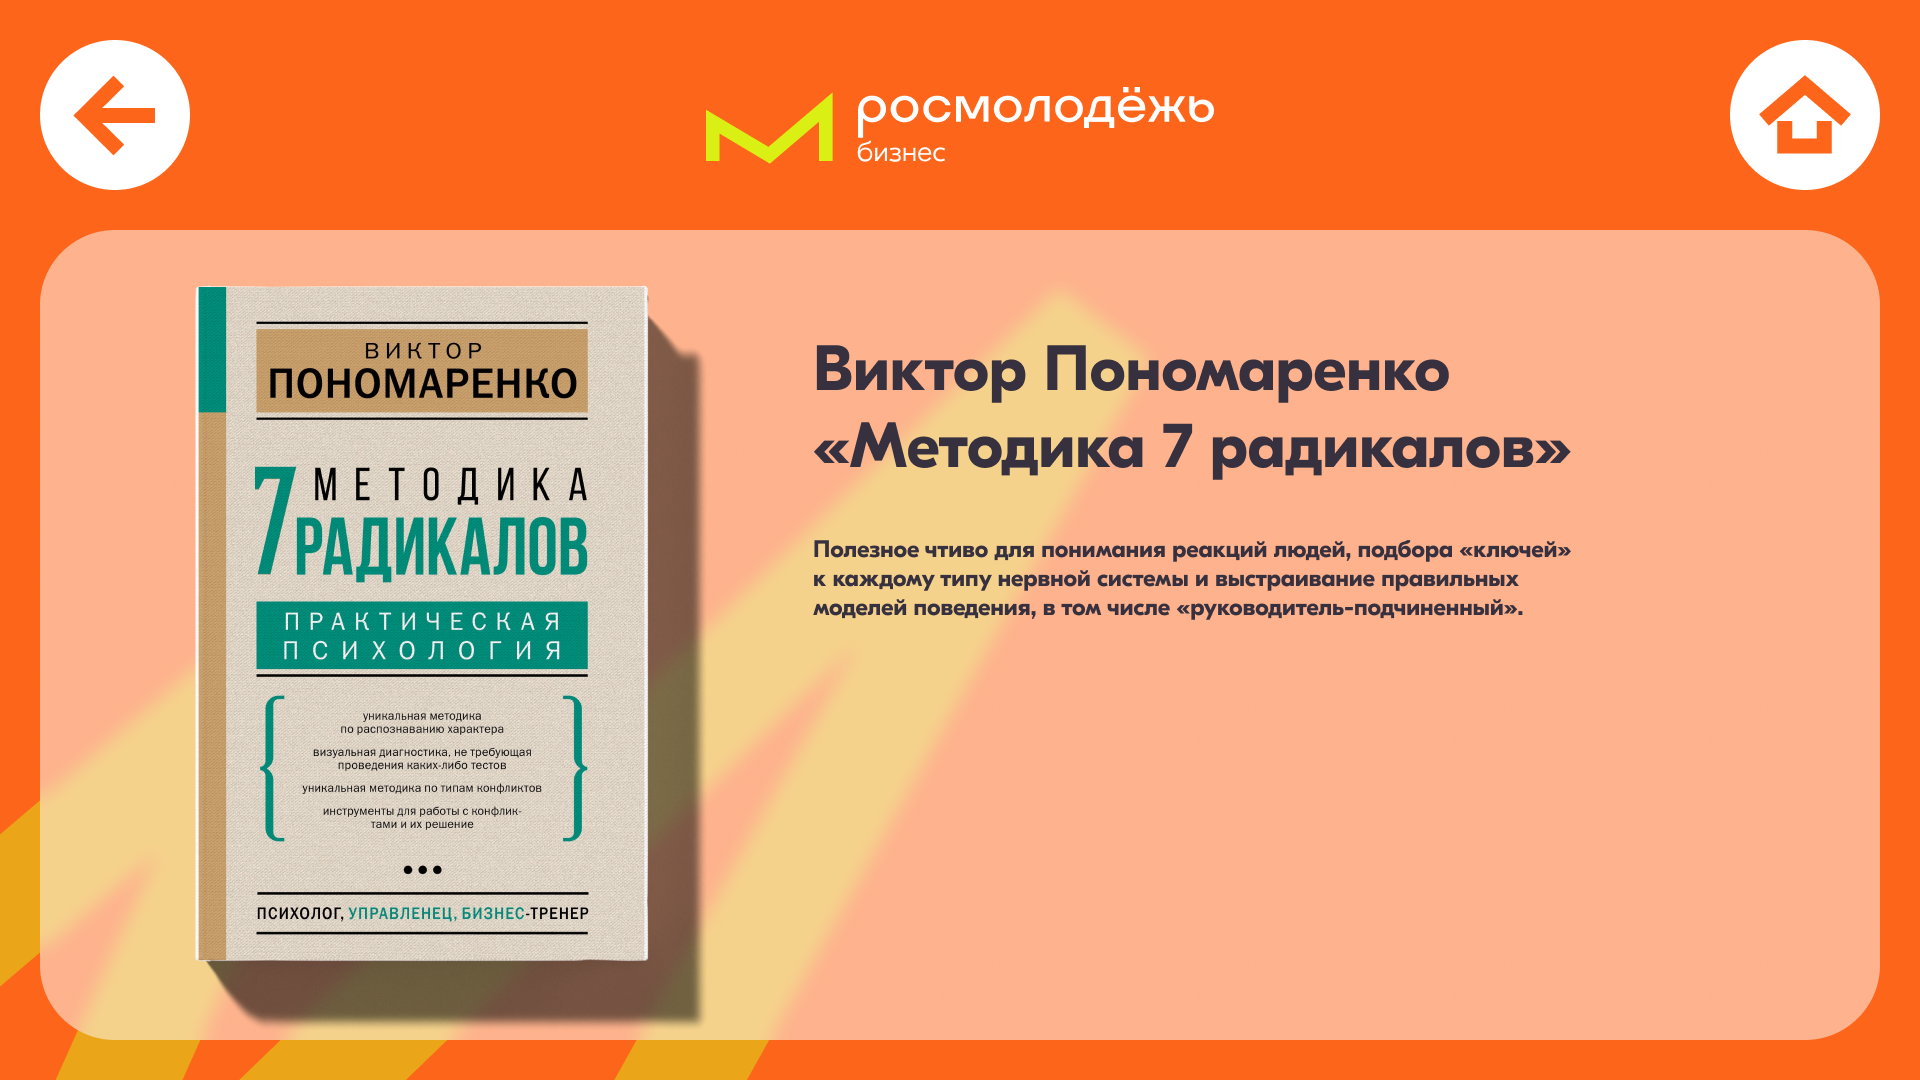 росмолодёжь
бизнес
ВИКТОР
ПОНОМАРЕНКО
7 МЕТОДИКА
РАДИКАЛОВ
ПРАКТИЧЕСКАЯ
ПСИХОЛОГИЯ
уникальная методика
по распознаванию характера
визуальная диагностика, не требующая
проведения каких-либо тестов
уникальная методика по типам конфликтов
инструменты для работы с конфлик-
тами и их решение
ПСИХОЛОГ, УПРАВЛЕНЕЦ, БИЗНЕС-ТРЕНЕР
Виктор Пономаренко
«Методика 7 радикалов»
Полезное чтиво для понимания реакций людей, подбора «ключей»
к каждому типу нервной системы и выстраивание правильных
моделей поведения, в том числе «руководитель-подчиненный».